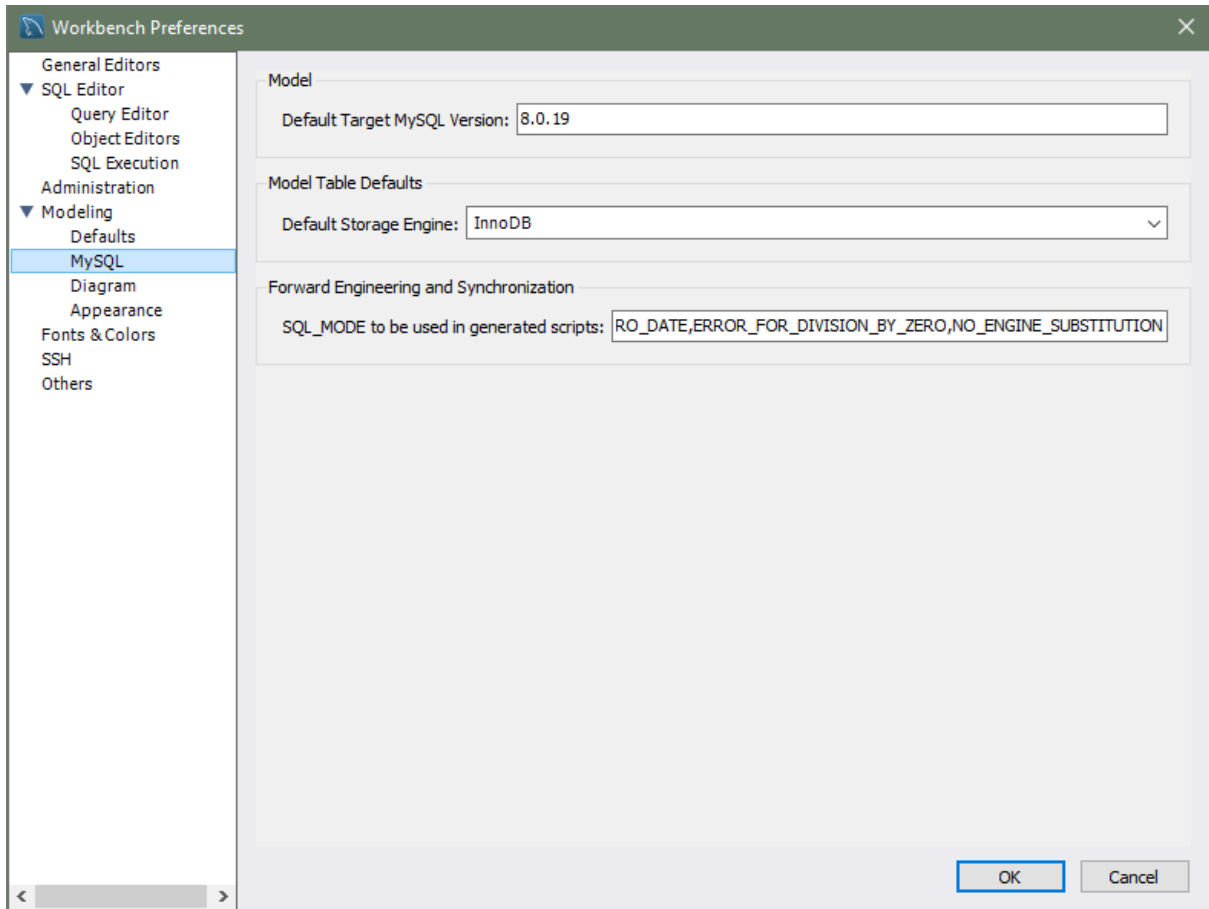 Workbench Preferences
General Editors
SQL Editor
Query Editor
Object Editors
SQL Execution
Administration
Modeling
Defaults
MySQL
Diagram
Appearance
Fonts & Colors
SSH
Others
Model
Default Target MySQL Version: 8.0.19
Model Table Defaults
Default Storage Engine: InnoDB
Forward Engineering and Synchronization
SQL_MODE to be used in generated scripts: RO_DATE,ERROR_FOR_DIVISION_BY_ZERO,NO_ENGINE_SUBSTITUTION
OK Cancel